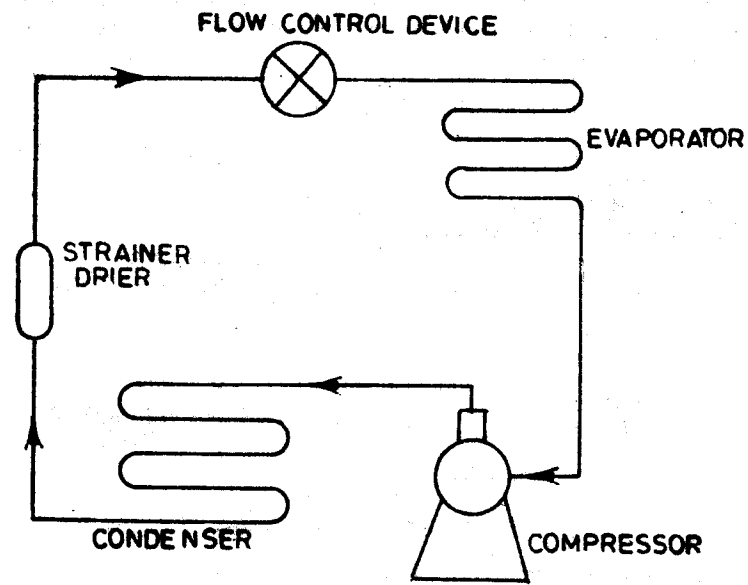 FLOW CONTROL DEVICE
EVAPORATOR
STRAINER
DRIER
CONDENSER
COMPRESSOR